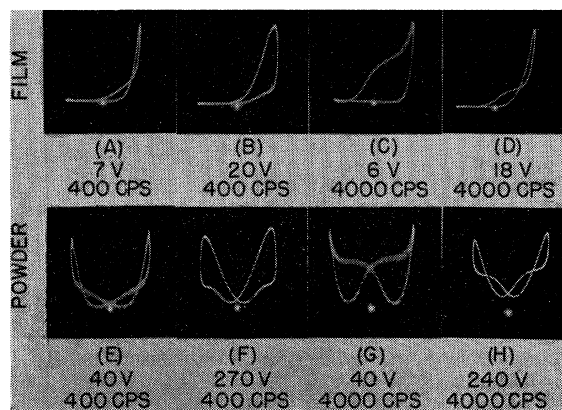 FILM
(A) (B) (C) (D)
7 V 20 V 6 V 18 V
400 CPS 400 CPS 4000 CPS 4000 CPS
POWDER
(E) (F) (G) (H)
40 V 270 V 40 V 240 V
400 CPS 400 CPS 4000 CPS 4000 CPS